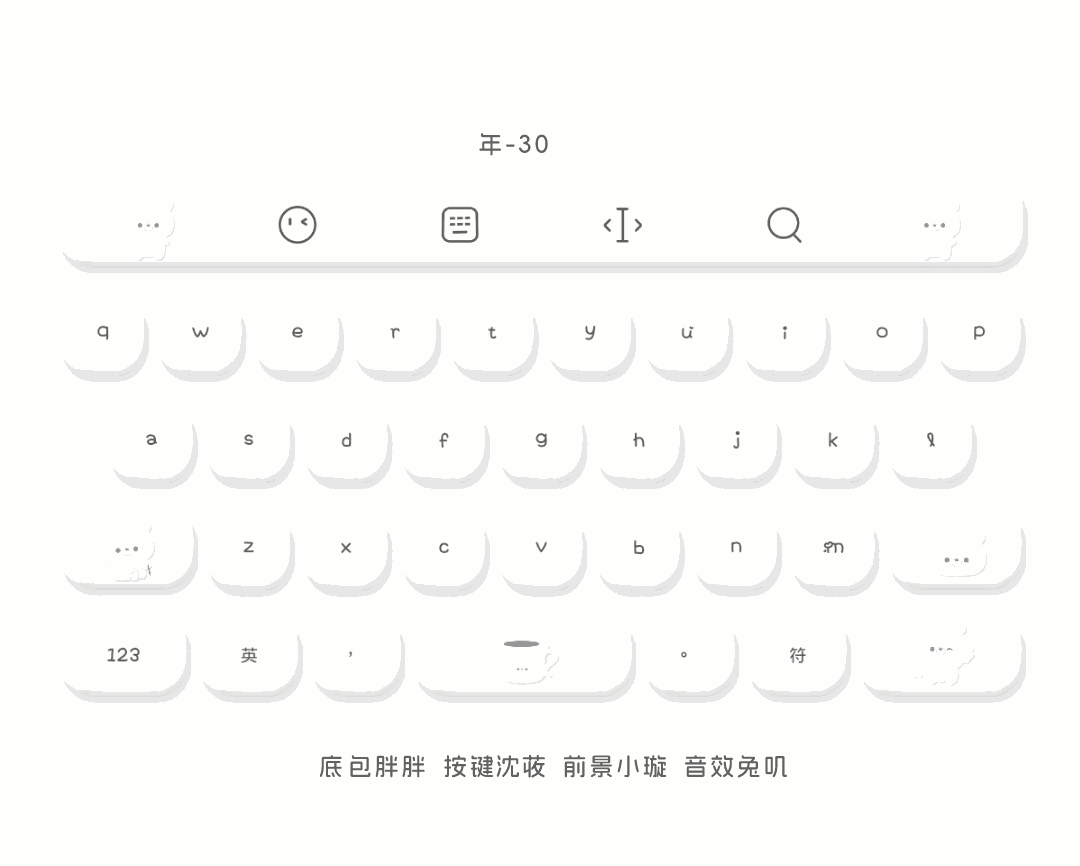 年-30
q w e r t y u i o p
a s d f g h j k l
z x c v b n m
123 英 , 。 符
底包胖胖 按键沈莜 前景小璇 音效兔叽